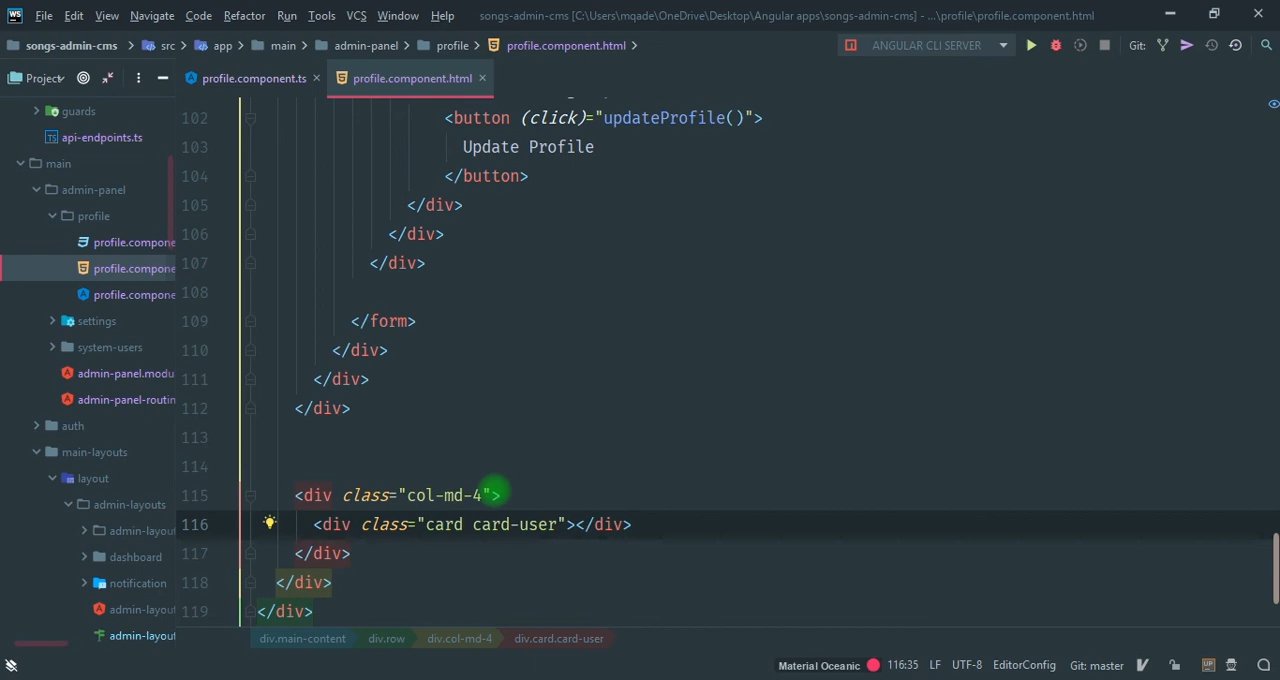 WS File Edit View Navigate Code Refactor Run Tools VCS Window Help songs-admin-cms [C:\Users\mqade\OneDrive\Desktop\Angular apps\songs-admin-cms] - ...\profile\profile.component.html
songs-admin-cms src app main admin-panel profile profile.component.html ANGULAR CLI SERVER Git:
Project profile.component.ts profile.component.html
guards
api-endpoints.ts
main
admin-panel
profile
profile.compone
profile.compone
profile.compone
settings
system-users
admin-panel.modu
admin-panel-routin
auth
main-layouts
layout
admin-layouts
admin-layou
dashboard
notification
admin-layou
admin-layou
102 <button (click)="updateProfile()">
103 Update Profile
104 </button>
105 </div>
106 </div>
107 </div>
108
109 </form>
110 </div>
111 </div>
112 </div>
113
114
115 <div class="col-md-4">
116 <div class="card card-user"></div>
117 </div>
118 </div>
119 </div>
div.main-content div.row div.col-md-4 div.card.card-user
Material Oceanic 116:35 LF UTF-8 EditorConfig Git: master UP